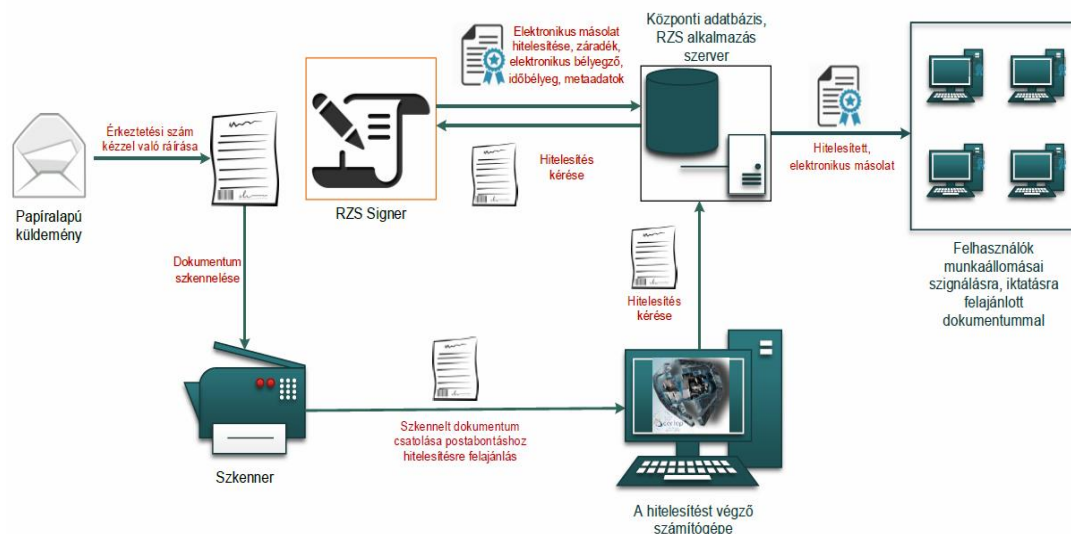 Központi adatbázis,
RZS alkalmazás
szerver
Elektronikus másolat
hitelesítése, záradék,
elektronikus bélyegző,
időbélyeg, metaadatok
Érkeztetési szám
kézzel való ráírása
Hitelesítés
kérése
Hitelesített,
elektronikus másolat
Papíralapú
küldemény
RZS Signer
Dokumentum
szkennelése
Hitelesítés
kérése
Felhasználók
munkaállomásai
szignálásra, iktatásra
felajánlott
dokumentummal
Szkennelt dokumentum
csatolása postabontáshoz
hitelesítésre felajánlás
Szkenner
A hitelesítést végző
számítógépe